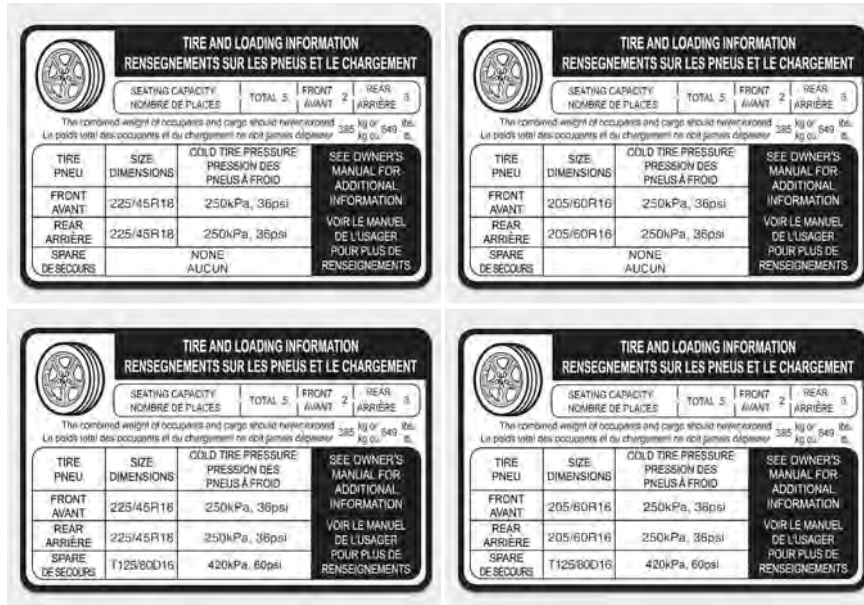 TIRE AND LOADING INFORMATION
RENSEIGNEMENTS SUR LES PNEUS ET LE CHARGEMENT
SEATING CAPACITY
NOMBRE DE PLACES
TOTAL 5
FRONT
AVANT
2
REAR
ARRIÈRE
3
The combined weight of occupants and cargo should never exceed 385 kg or 849 lbs.
Le poids total des occupants et du chargement ne doit jamais dépasser 385 kg ou 849 lb.
TIRE
PNEU
SIZE
DIMENSIONS
COLD TIRE PRESSURE
PRESSION DES
PNEUS À FROID
FRONT
AVANT
225/45R18
250kPa, 36psi
REAR
ARRIÈRE
225/45R18
250kPa, 36psi
SPARE
DE SECOURS
NONE
AUCUN
SEE OWNER'S
MANUAL FOR
ADDITIONAL
INFORMATION
VOIR LE MANUEL
DE L'USAGER
POUR PLUS DE
RENSEIGNEMENTS
TIRE AND LOADING INFORMATION
RENSEIGNEMENTS SUR LES PNEUS ET LE CHARGEMENT
SEATING CAPACITY
NOMBRE DE PLACES
TOTAL 5
FRONT
AVANT
2
REAR
ARRIÈRE
3
The combined weight of occupants and cargo should never exceed 385 kg or 849 lbs.
Le poids total des occupants et du chargement ne doit jamais dépasser 385 kg ou 849 lb.
TIRE
PNEU
SIZE
DIMENSIONS
COLD TIRE PRESSURE
PRESSION DES
PNEUS À FROID
FRONT
AVANT
205/60R16
250kPa, 36psi
REAR
ARRIÈRE
205/60R16
250kPa, 36psi
SPARE
DE SECOURS
NONE
AUCUN
SEE OWNER'S
MANUAL FOR
ADDITIONAL
INFORMATION
VOIR LE MANUEL
DE L'USAGER
POUR PLUS DE
RENSEIGNEMENTS
TIRE AND LOADING INFORMATION
RENSEIGNEMENTS SUR LES PNEUS ET LE CHARGEMENT
SEATING CAPACITY
NOMBRE DE PLACES
TOTAL 5
FRONT
AVANT
2
REAR
ARRIÈRE
3
The combined weight of occupants and cargo should never exceed 385 kg or 849 lbs.
Le poids total des occupants et du chargement ne doit jamais dépasser 385 kg ou 849 lb.
TIRE
PNEU
SIZE
DIMENSIONS
COLD TIRE PRESSURE
PRESSION DES
PNEUS À FROID
FRONT
AVANT
225/45R18
250kPa, 36psi
REAR
ARRIÈRE
225/45R18
250kPa, 36psi
SPARE
DE SECOURS
T125/80D16
420kPa, 60psi
SEE OWNER'S
MANUAL FOR
ADDITIONAL
INFORMATION
VOIR LE MANUEL
DE L'USAGER
POUR PLUS DE
RENSEIGNEMENTS
TIRE AND LOADING INFORMATION
RENSEIGNEMENTS SUR LES PNEUS ET LE CHARGEMENT
SEATING CAPACITY
NOMBRE DE PLACES
TOTAL 5
FRONT
AVANT
2
REAR
ARRIÈRE
3
The combined weight of occupants and cargo should never exceed 385 kg or 849 lbs.
Le poids total des occupants et du chargement ne doit jamais dépasser 385 kg ou 849 lb.
TIRE
PNEU
SIZE
DIMENSIONS
COLD TIRE PRESSURE
PRESSION DES
PNEUS À FROID
FRONT
AVANT
205/60R16
250kPa, 36psi
REAR
ARRIÈRE
205/60R16
250kPa, 36psi
SPARE
DE SECOURS
T125/80D16
420kPa, 60psi
SEE OWNER'S
MANUAL FOR
ADDITIONAL
INFORMATION
VOIR LE MANUEL
DE L'USAGER
POUR PLUS DE
RENSEIGNEMENTS